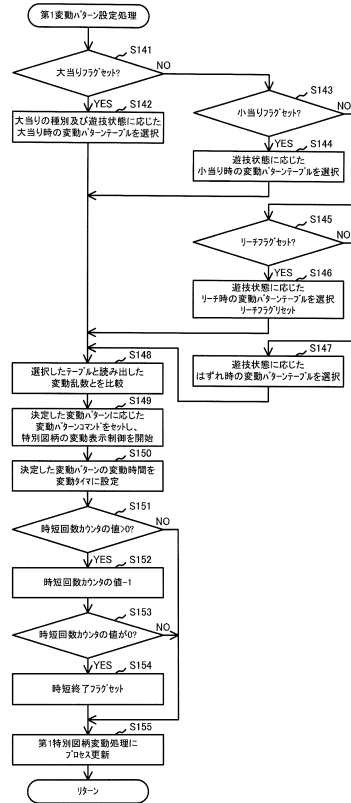 第1変動パターン設定処理
S141
大当りフラグセット?
NO
YES
S142
大当りの種別及び遊技状態に応じた
大当り時の変動パターンテーブルを選択
S143
小当りフラグセット?
NO
YES
S144
遊技状態に応じた
小当り時の変動パターンテーブルを選択
S145
リーチフラグセット?
NO
YES
S146
遊技状態に応じた
リーチ時の変動パターンテーブルを選択
リーチフラグリセット
S147
遊技状態に応じた
はずれ時の変動パターンテーブルを選択
S148
選択したテーブルと読み出した
変動乱数とを比較
S149
決定した変動パターンに応じた
変動パターンコマンドをセットし、
特別図柄の変動表示制御を開始
S150
決定した変動パターンの変動時間を
変動タイマに設定
S151
時短回数カウンタの値>0?
NO
YES
S152
時短回数カウンタの値-1
S153
時短回数カウンタの値が0?
NO
YES
S154
時短終了フラグセット
S155
第1特別図柄変動処理に
プロセス更新
リターン